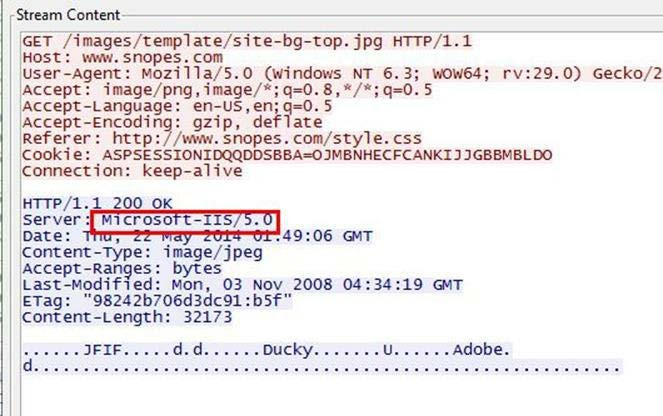 Stream Content
GET /images/template/site-bg-top.jpg HTTP/1.1
Host: www.snopes.com
User-Agent: Mozilla/5.0 (Windows NT 6.3; WOW64; rv:29.0) Gecko/2
Accept: image/png,image/*;q=0.8,*/*;q=0.5
Accept-Language: en-US,en;q=0.5
Accept-Encoding: gzip, deflate
Referer: http://www.snopes.com/style.css
Cookie: ASPSESSIONIDQQDDSBBA=OJMBNHECFCANKIJJGBBMBLDO
Connection: keep-alive
HTTP/1.1 200 OK
Server: Microsoft-IIS/5.0
Date: Thu, 22 May 2014 01:49:06 GMT
Content-Type: image/jpeg
Accept-Ranges: bytes
Last-Modified: Mon, 03 Nov 2008 04:34:19 GMT
ETag: "98242b706d3dc91:b5f"
Content-Length: 32173
......JFIF.....d.d......Ducky.......U......Adobe.
d..........................................................